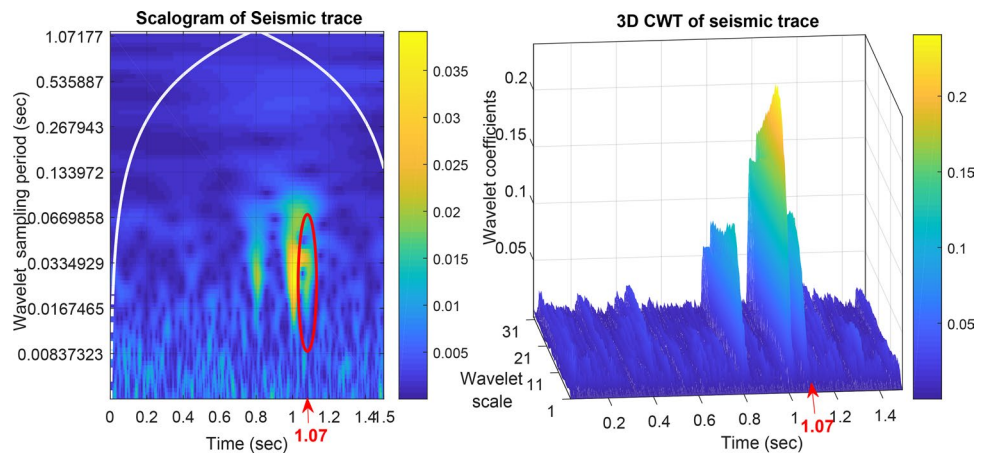 Scalogram of Seismic trace
Wavelet sampling period (sec)
1.07177
0.535887
0.267943
0.133972
0.0669858
0.0334929
0.0167465
0.00837323
0 0.2 0.4 0.6 0.8 1 1.2 1.4 1.5
1.07
Time (sec)
0.035
0.03
0.025
0.02
0.015
0.01
0.005
3D CWT of seismic trace
Wavelet coefficients
0.2
0.15
0.1
0.05
31
21
11
1
Wavelet
scale
0.2 0.4 0.6 0.8 1 1.2 1.4
1.07
Time (sec)
0.2
0.15
0.1
0.05